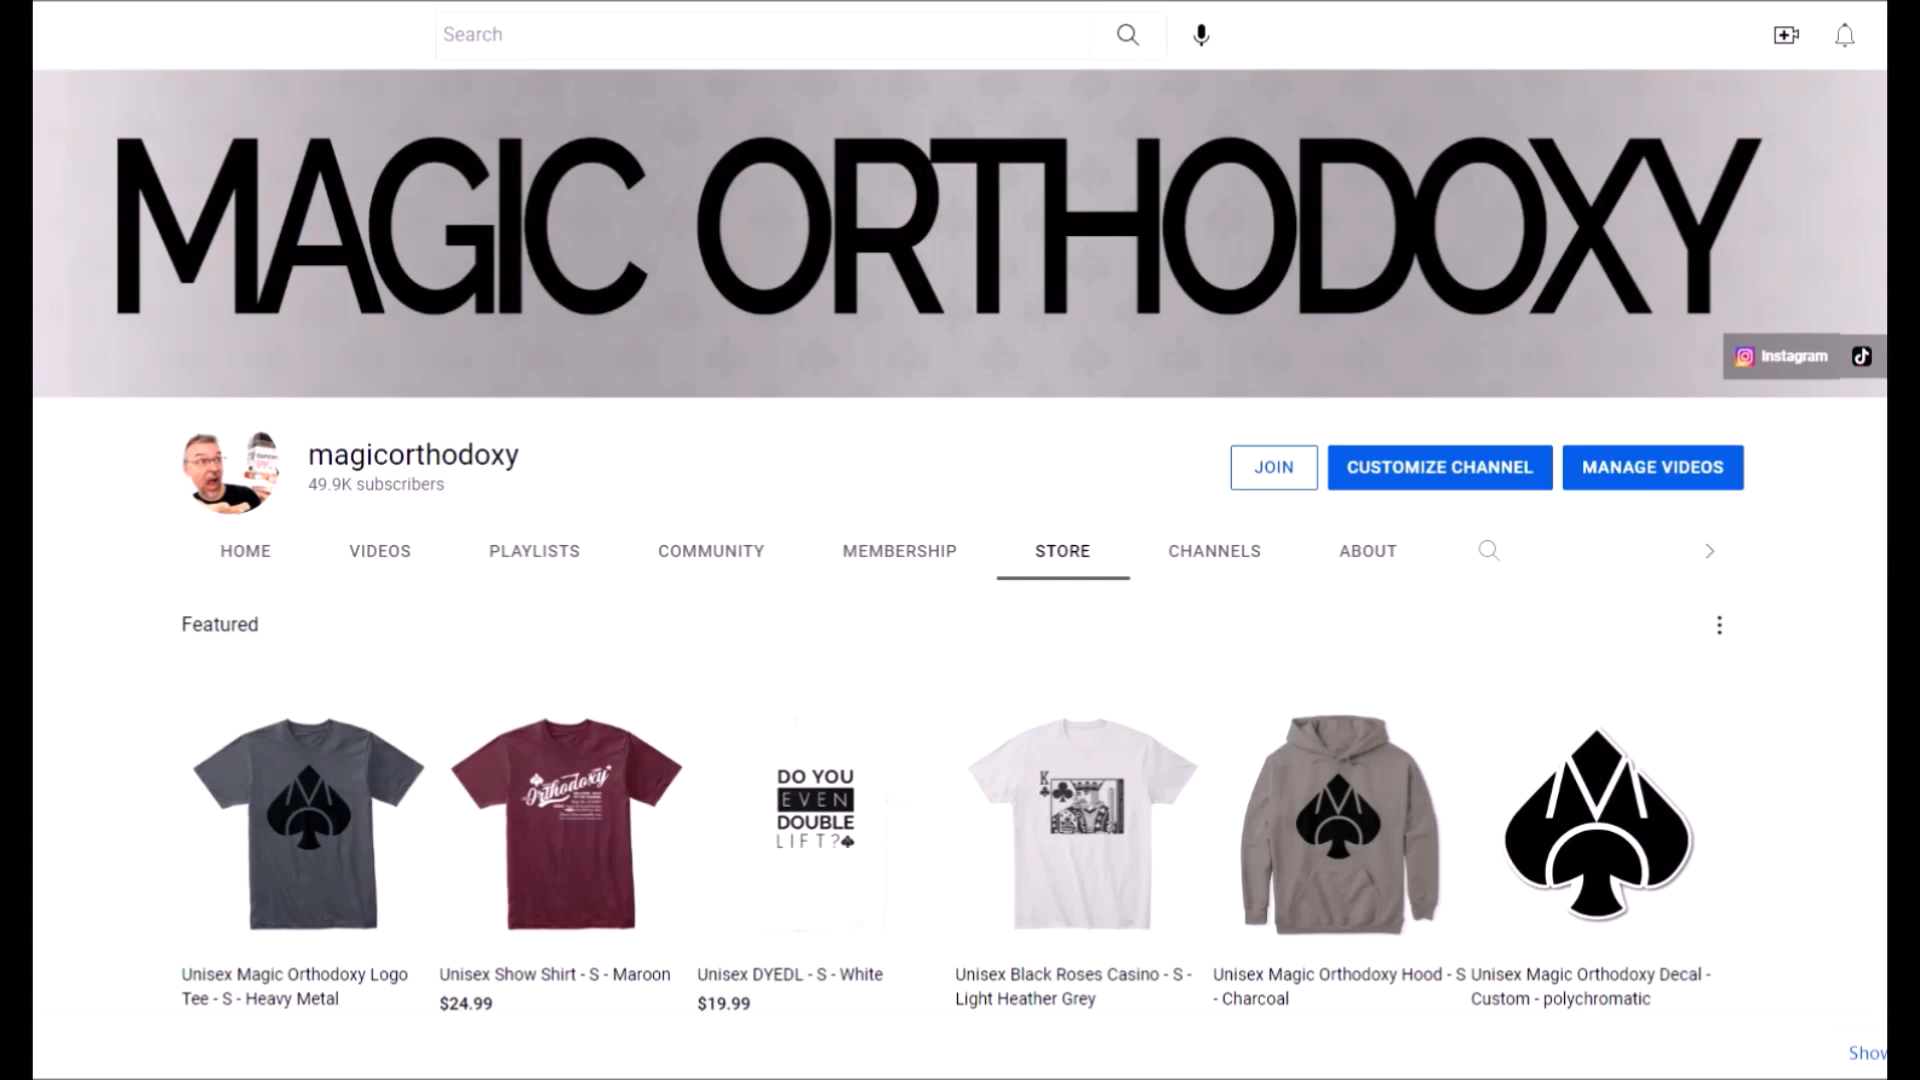 Search
MAGIC ORTHODOXY
Instagram
magicorthodoxy
49.9K subscribers
JOIN
CUSTOMIZE CHANNEL
MANAGE VIDEOS
HOME
VIDEOS
PLAYLISTS
COMMUNITY
MEMBERSHIP
STORE
CHANNELS
ABOUT
Featured
Orthodoxy
DO YOU
EVEN
DOUBLE
LIFT?
K
Unisex Magic Orthodoxy Logo
Tee - S - Heavy Metal
Unisex Show Shirt - S - Maroon
$24.99
Unisex DYEDL - S - White
$19.99
Unisex Black Roses Casino - S -
Light Heather Grey
Unisex Magic Orthodoxy Hood - S
- Charcoal
Unisex Magic Orthodoxy Decal -
Custom - polychromatic
Show